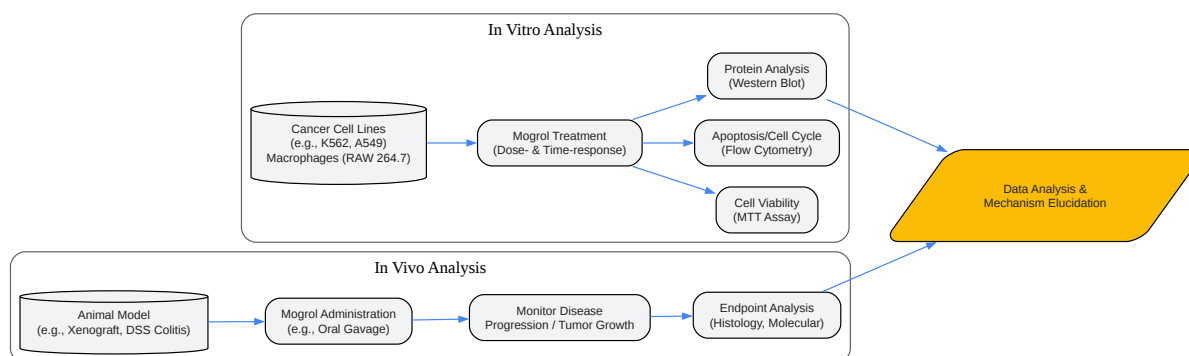 In Vitro Analysis
Cancer Cell Lines
(e.g., K562, A549)
Macrophages (RAW 264.7)
Mogrol Treatment
(Dose- & Time-response)
Protein Analysis
(Western Blot)
Apoptosis/Cell Cycle
(Flow Cytometry)
Cell Viability
(MTT Assay)
Data Analysis &
Mechanism Elucidation
In Vivo Analysis
Animal Model
(e.g., Xenograft, DSS Colitis)
Mogrol Administration
(e.g., Oral Gavage)
Monitor Disease
Progression / Tumor Growth
Endpoint Analysis
(Histology, Molecular)